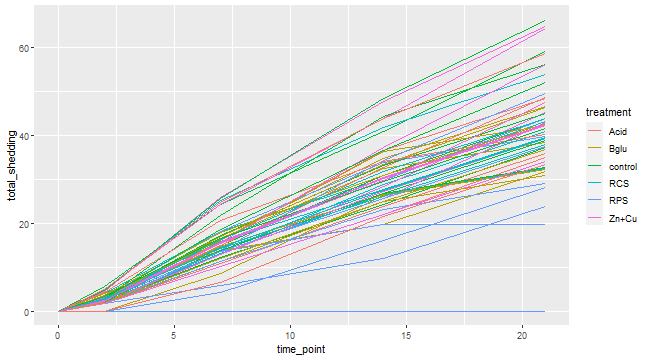 60
40
20
0
total_shedding
0
5
10
15
20
time_point
treatment
Acid
Bglu
control
RCS
RPS
Zn+Cu